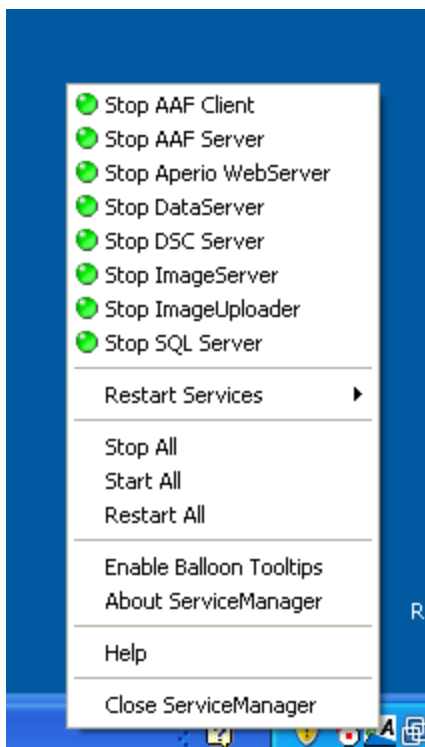 Stop AAF Client
Stop AAF Server
Stop Aperio WebServer
Stop DataServer
Stop DSC Server
Stop ImageServer
Stop ImageUploader
Stop SQL Server
Restart Services
Stop All
Start All
Restart All
Enable Balloon Tooltips
About ServiceManager
R
Help
Close ServiceManager
A